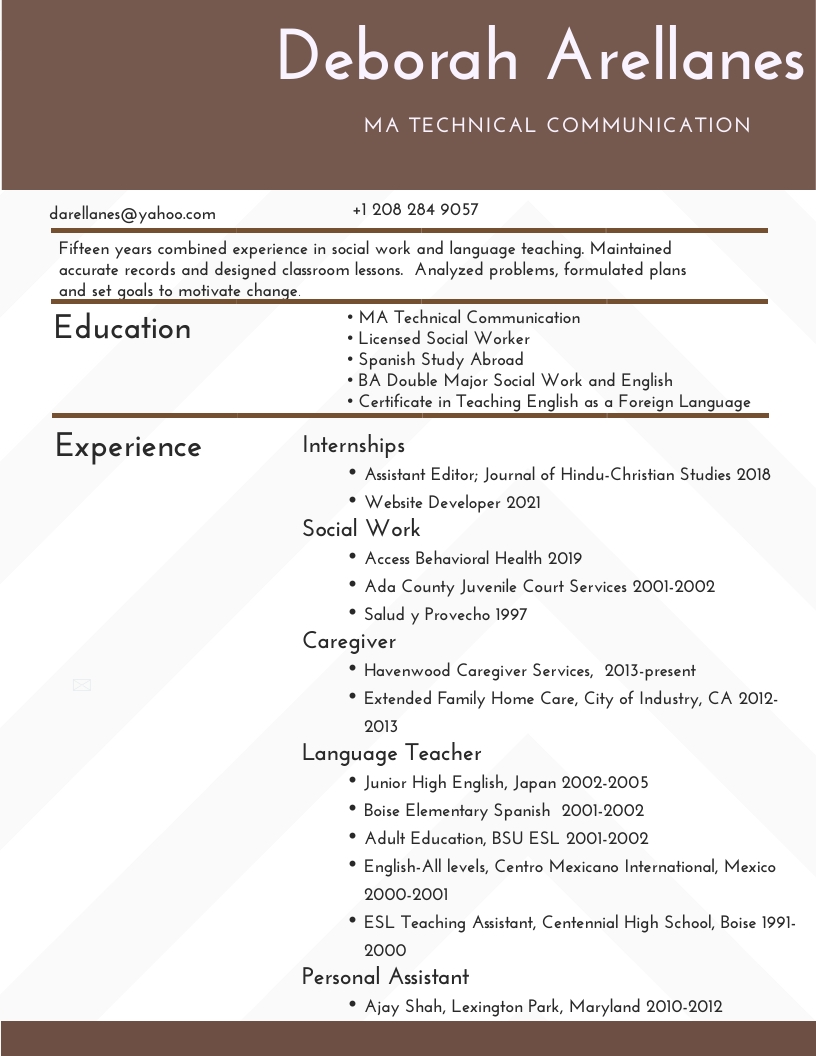 Deborah Arellanes
MA TECHNICAL COMMUNICATION
darellanes@yahoo.com
+1 208 284 9057
Fifteen years combined experience in social work and language teaching. Maintained
accurate records and designed classroom lessons.  Analyzed problems, formulated plans
and set goals to motivate change.
Education
• MA Technical Communication
• Licensed Social Worker
• Spanish Study Abroad
• BA Double Major Social Work and English
• Certificate in Teaching English as a Foreign Language
Experience
Internships
• Assistant Editor; Journal of Hindu-Christian Studies 2018
• Website Developer 2021
Social Work
• Access Behavioral Health 2019
• Ada County Juvenile Court Services 2001-2002
• Salud y Provecho 1997
Caregiver
• Havenwood Caregiver Services,  2013-present
• Extended Family Home Care, City of Industry, CA 2012-
2013
Language Teacher
• Junior High English, Japan 2002-2005
• Boise Elementary Spanish  2001-2002
• Adult Education, BSU ESL 2001-2002
• English-All levels, Centro Mexicano International, Mexico
2000-2001
• ESL Teaching Assistant, Centennial High School, Boise 1991-
2000
Personal Assistant
• Ajay Shah, Lexington Park, Maryland 2010-2012